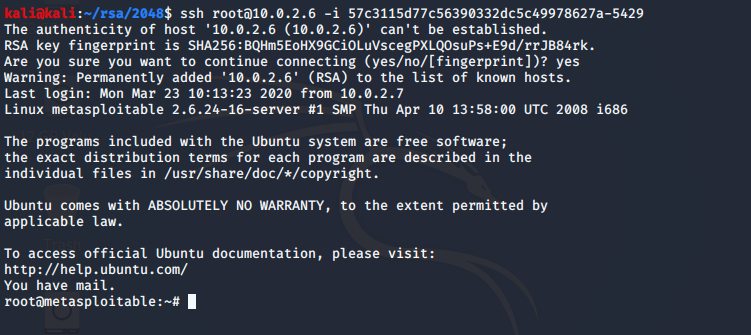 kali@kali:~/rsa/2048$ ssh root@10.0.2.6 -i 57c3115d77c56390332dc5c49978627a-5429
The authenticity of host '10.0.2.6 (10.0.2.6)' can't be established.
RSA key fingerprint is SHA256:BQHm5EoHX9GCiOLuVscegPXLQOsuPs+E9d/rrJB84rk.
Are you sure you want to continue connecting (yes/no/[fingerprint])? yes
Warning: Permanently added '10.0.2.6' (RSA) to the list of known hosts.
Last login: Mon Mar 23 10:13:23 2020 from 10.0.2.7
Linux metasploitable 2.6.24-16-server #1 SMP Thu Apr 10 13:58:00 UTC 2008 i686

The programs included with the Ubuntu system are free software;
the exact distribution terms for each program are described in the
individual files in /usr/share/doc/*/copyright.

Ubuntu comes with ABSOLUTELY NO WARRANTY, to the extent permitted by
applicable law.

To access official Ubuntu documentation, please visit:
http://help.ubuntu.com/
You have mail.
root@metasploitable:~#